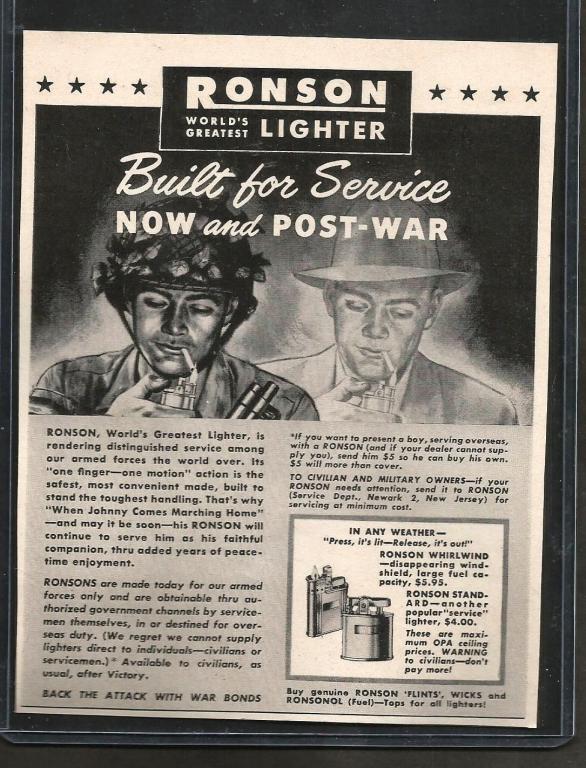 RONSON
WORLD'S
GREATEST LIGHTER
Built for Service
NOW and POST-WAR
RONSON, World's Greatest Lighter, is
rendering distinguished service among
our armed forces the world over. Its
"one finger—one motion" action is the
safest, most convenient made, built to
stand the toughest handling. That's why
"When Johnny Comes Marching Home"
—and may it be soon—his RONSON will
continue to serve him as his faithful
companion, thru added years of peace-
time enjoyment.
RONSONS are made today for our armed
forces only and are obtainable thru au-
thorized government channels by service-
men themselves, in or destined for over-
seas duty. (We regret we cannot supply
lighters direct to individuals—civilians or
servicemen.)* Available to civilians, as
usual, after Victory.
BACK THE ATTACK WITH WAR BONDS
*If you want to present a boy, serving overseas,
with a RONSON (and if your dealer cannot sup-
ply you), send him $5 so he can buy his own.
$5 will more than cover.
TO CIVILIAN AND MILITARY OWNERS—if your
RONSON needs attention, send it to RONSON
(Service Dept., Newark 2, New Jersey) for
servicing at minimum cost.
IN ANY WEATHER—
"Press, it's lit—Release, it's out!"
RONSON WHIRLWIND
—disappearing wind-
shield, large fuel ca-
pacity, $5.95.
RONSON STAND-
ARD—another
popular "service"
lighter, $4.00.
These are maxi-
mum OPA ceiling
prices. WARNING
to civilians—don't
pay more!
Buy genuine RONSON 'FLINTS', WICKS and
RONSONOL (Fuel)—Tops for all lighters!